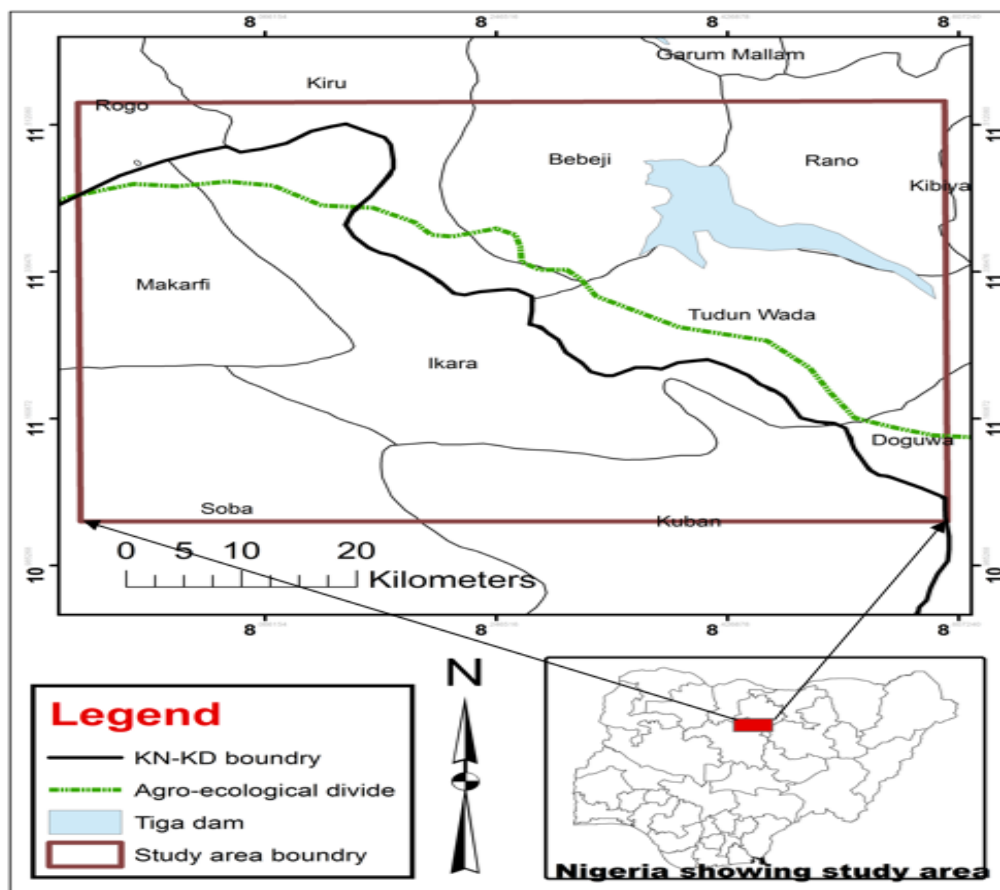 8 8 8 8
Garum Mallam
Kiru
Rogo
11 11
Bebeji Rano
Kibiya
11 11
Makarfi
Tudun Wada
Ikara
11 11
Doguwa
Soba
Kuban
0 5 10 20
Kilometers
10 10
8 8 8 8
N
Legend
KN-KD boundry
Agro-ecological divide
Tiga dam
Study area boundry
Nigeria showing study area